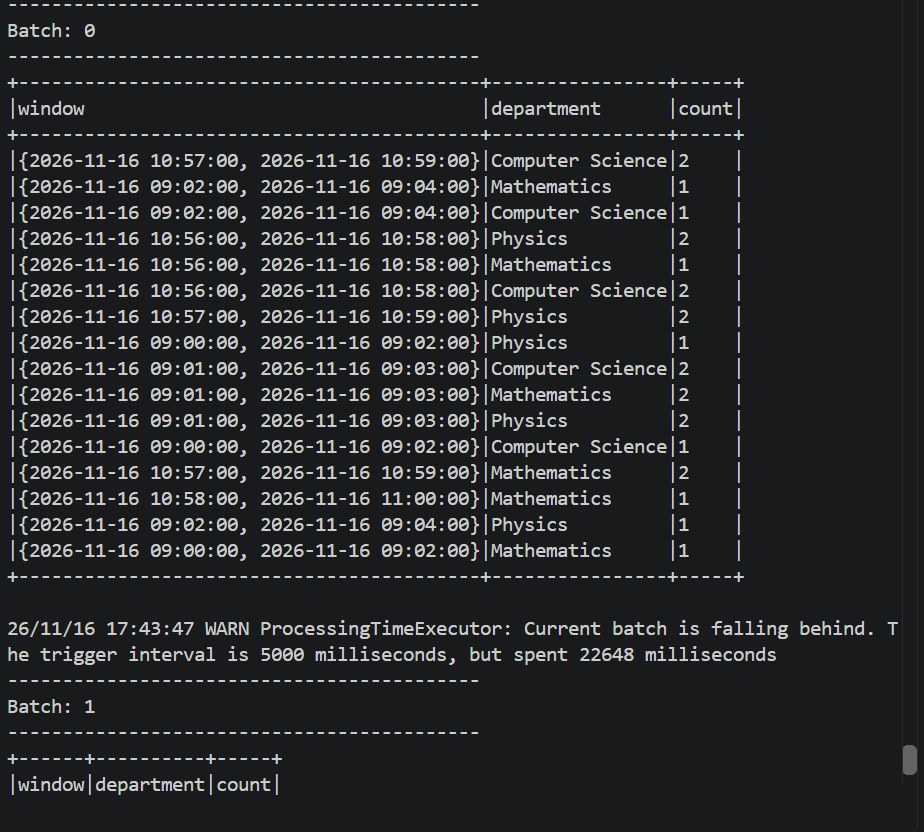 -------------------------------------------
Batch: 0
-------------------------------------------
+------------------------------------------+----------------+-----+
|window                                    |department      |count|
+------------------------------------------+----------------+-----+
|{2026-11-16 10:57:00, 2026-11-16 10:59:00}|Computer Science|2    |
|{2026-11-16 09:02:00, 2026-11-16 09:04:00}|Mathematics     |1    |
|{2026-11-16 09:02:00, 2026-11-16 09:04:00}|Computer Science|1    |
|{2026-11-16 10:56:00, 2026-11-16 10:58:00}|Physics         |2    |
|{2026-11-16 10:56:00, 2026-11-16 10:58:00}|Mathematics     |1    |
|{2026-11-16 10:56:00, 2026-11-16 10:58:00}|Computer Science|2    |
|{2026-11-16 10:57:00, 2026-11-16 10:59:00}|Physics         |2    |
|{2026-11-16 09:00:00, 2026-11-16 09:02:00}|Physics         |1    |
|{2026-11-16 09:01:00, 2026-11-16 09:03:00}|Computer Science|2    |
|{2026-11-16 09:01:00, 2026-11-16 09:03:00}|Mathematics     |2    |
|{2026-11-16 09:01:00, 2026-11-16 09:03:00}|Physics         |2    |
|{2026-11-16 09:00:00, 2026-11-16 09:02:00}|Computer Science|1    |
|{2026-11-16 10:57:00, 2026-11-16 10:59:00}|Mathematics     |2    |
|{2026-11-16 10:58:00, 2026-11-16 11:00:00}|Mathematics     |1    |
|{2026-11-16 09:02:00, 2026-11-16 09:04:00}|Physics         |1    |
|{2026-11-16 09:00:00, 2026-11-16 09:02:00}|Mathematics     |1    |
+------------------------------------------+----------------+-----+
26/11/16 17:43:47 WARN ProcessingTimeExecutor: Current batch is falling behind. T
he trigger interval is 5000 milliseconds, but spent 22648 milliseconds
-------------------------------------------
Batch: 1
-------------------------------------------
+------+----------+-----+
|window|department|count|